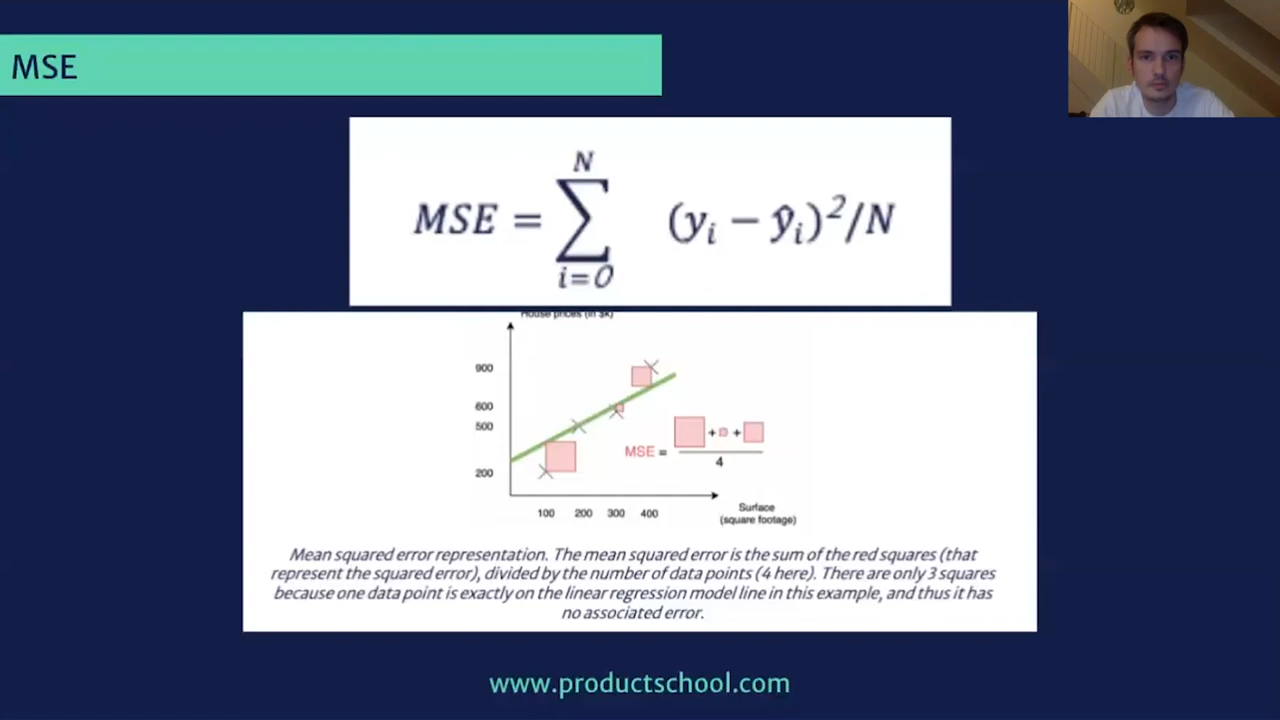 MSE
MSE = N ∑ i=0 (yᵢ − ŷᵢ)²/N
House prices (in $k)
900
600
500
200
MSE = + + 
4
100 200 300 400
Surface
(square footage)
Mean squared error representation. The mean squared error is the sum of the red squares (that
represent the squared error), divided by the number of data points (4 here). There are only 3 squares
because one data point is exactly on the linear regression model line in this example, and thus it has
no associated error.
www.productschool.com